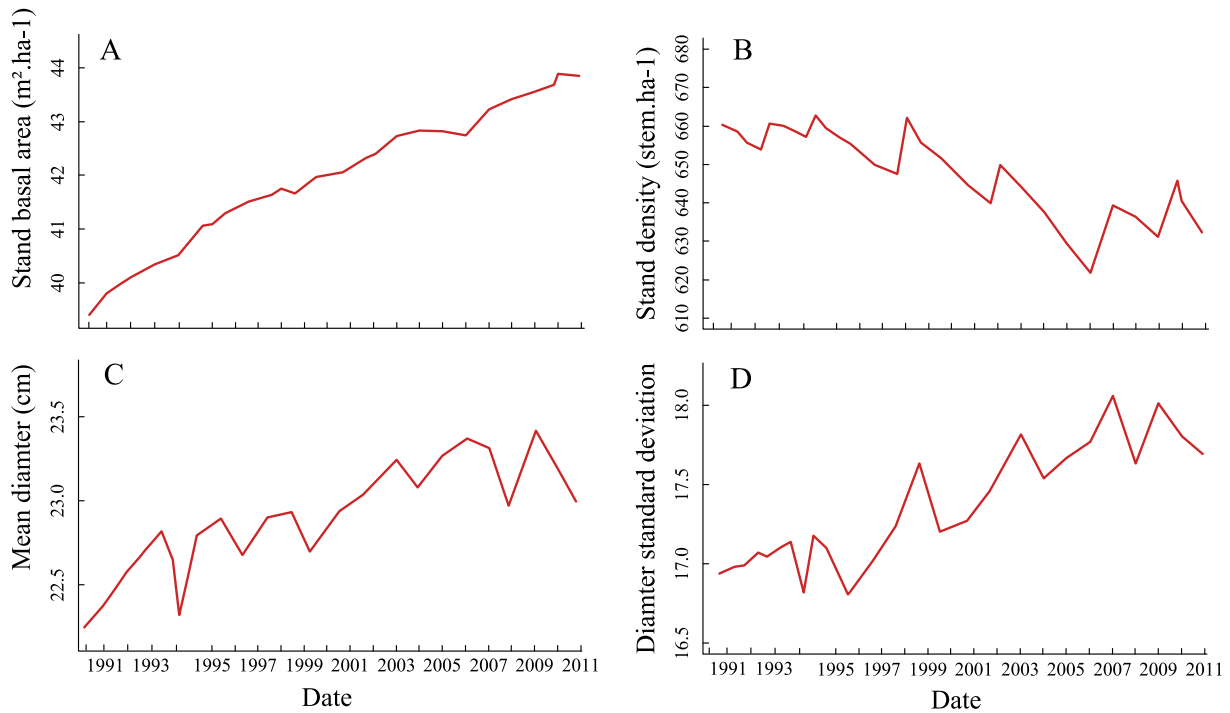 A
Stand basal area (m².ha-1)
44
43
42
41
40
B
Stand density (stem.ha-1)
680
670
660
650
640
630
620
610
C
Mean diamter (cm)
23.5
23.0
22.5
1991 1993 1995 1997 1999 2001 2003 2005 2007 2009 2011
Date
D
Diamter standard deviation
18.0
17.5
17.0
16.5
1991 1993 1995 1997 1999 2001 2003 2005 2007 2009 2011
Date